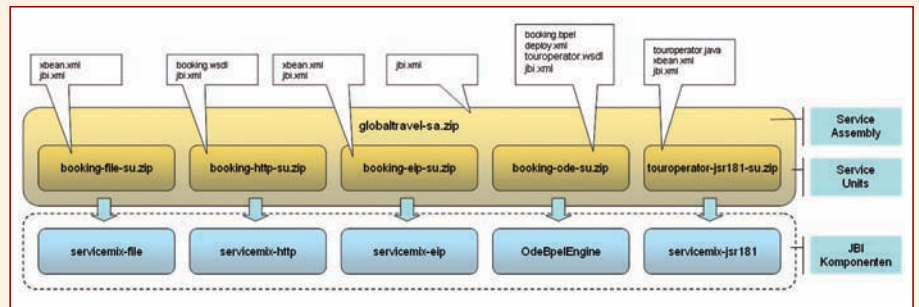 xbean.xml
jbi.xml
booking.wsdl
jbi.xml
xbean.xml
jbi.xml
jbi.xml
booking.bpel
deploy.xml
touroperator.wsdl
jbi.xml
touroperator.java
xbean.xml
jbi.xml
globaltravel-sa.zip
Service
Assembly
booking-file-su.zip
booking-http-su.zip
booking-eip-su.zip
booking-ode-su.zip
touroperator-jsr181-su.zip
Service
Units
servicemix-file
servicemix-http
servicemix-eip
OdeBpelEngine
servicemix-jsr181
JBI
Komponenten